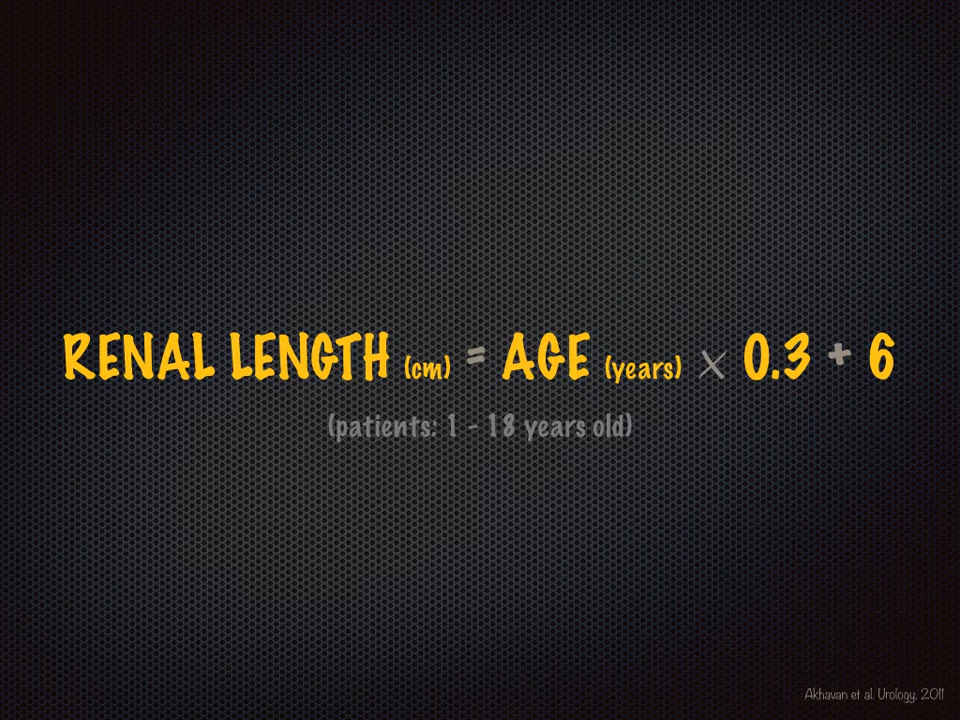 RENAL LENGTH (cm) = AGE (years) × 0.3 + 6
(patients: 1 - 18 years old)
Akhavan et al. Urology. 2011